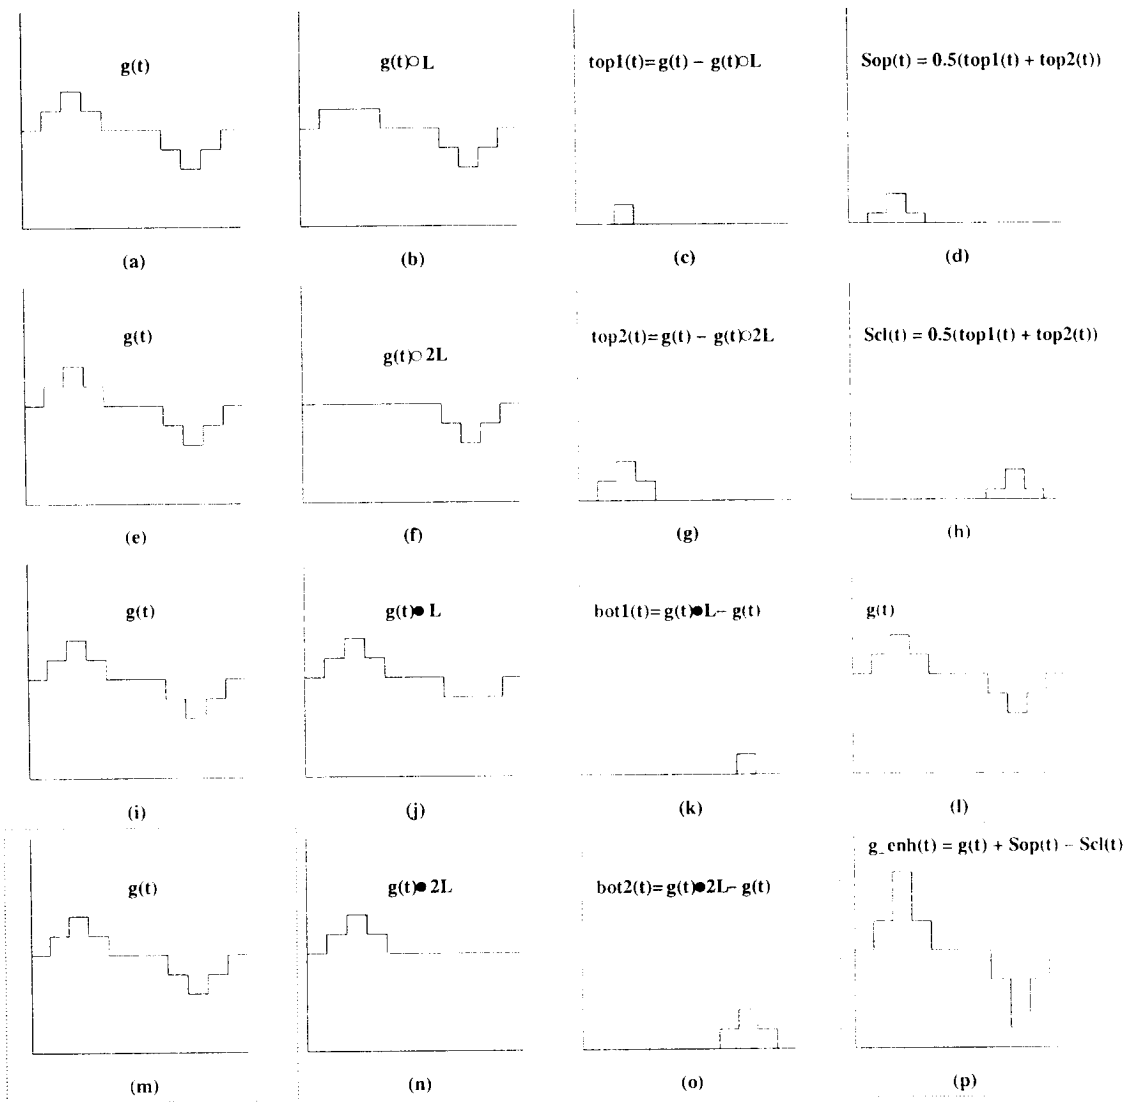 g(t)
g(t)○L
top1(t)= g(t) − g(t)○L
Sop(t) = 0.5(top1(t) + top2(t))
(a)
(b)
(c)
(d)
g(t)
g(t)○ 2L
top2(t)= g(t) − g(t)○2L
Scl(t) = 0.5(top1(t) + top2(t))
(e)
(f)
(g)
(h)
g(t)
g(t)● L
bot1(t)= g(t)●L− g(t)
g(t)
(i)
(j)
(k)
(l)
g(t)
g(t)● 2L
bot2(t)= g(t)●2L− g(t)
g_enh(t) = g(t) + Sop(t) − Scl(t)
(m)
(n)
(o)
(p)